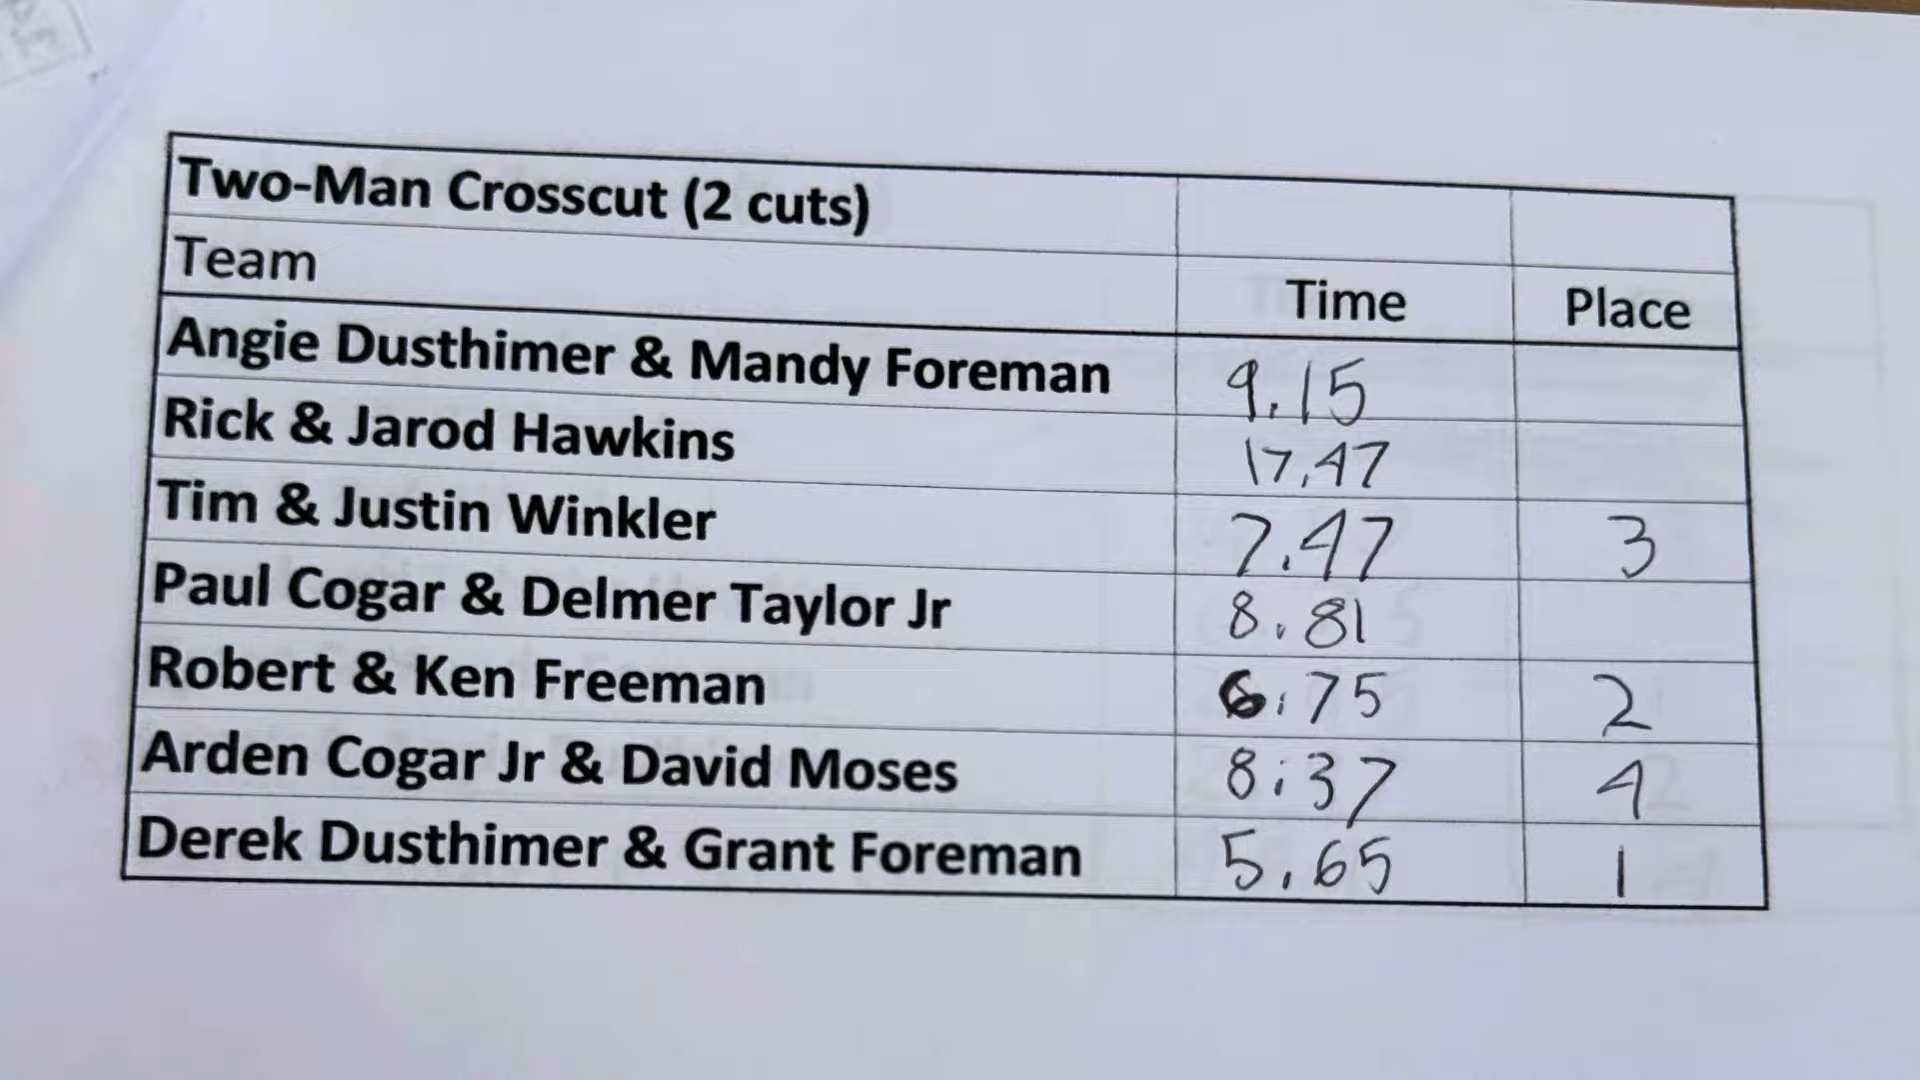 Two-Man Crosscut (2 cuts)
Team Time Place
Angie Dusthimer & Mandy Foreman 9.15
Rick & Jarod Hawkins 17.47
Tim & Justin Winkler 7.47 3
Paul Cogar & Delmer Taylor Jr 8.81
Robert & Ken Freeman 6.75 2
Arden Cogar Jr & David Moses 8.37 4
Derek Dusthimer & Grant Foreman 5.65 1